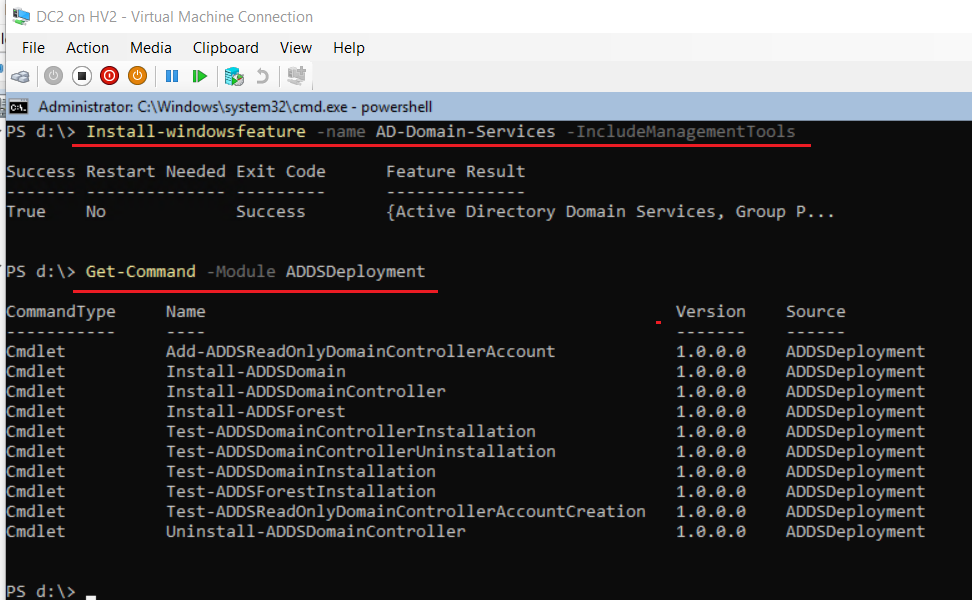 DC2 on HV2 - Virtual Machine Connection
File Action Media Clipboard View Help
Administrator: C:\Windows\system32\cmd.exe - powershell
PS d:\> Install-windowsfeature -name AD-Domain-Services -IncludeManagementTools
Success Restart Needed Exit Code Feature Result
------- -------------- --------- --------------
True No Success {Active Directory Domain Services, Group P...
PS d:\> Get-Command -Module ADDSDeployment
CommandType Name Version Source
----------- ---- ------- ------
Cmdlet Add-ADDSReadOnlyDomainControllerAccount 1.0.0.0 ADDSDeployment
Cmdlet Install-ADDSDomain 1.0.0.0 ADDSDeployment
Cmdlet Install-ADDSDomainController 1.0.0.0 ADDSDeployment
Cmdlet Install-ADDSForest 1.0.0.0 ADDSDeployment
Cmdlet Test-ADDSDomainControllerInstallation 1.0.0.0 ADDSDeployment
Cmdlet Test-ADDSDomainControllerUninstallation 1.0.0.0 ADDSDeployment
Cmdlet Test-ADDSDomainInstallation 1.0.0.0 ADDSDeployment
Cmdlet Test-ADDSForestInstallation 1.0.0.0 ADDSDeployment
Cmdlet Test-ADDSReadOnlyDomainControllerAccountCreation 1.0.0.0 ADDSDeployment
Cmdlet Uninstall-ADDSDomainController 1.0.0.0 ADDSDeployment
PS d:\> _